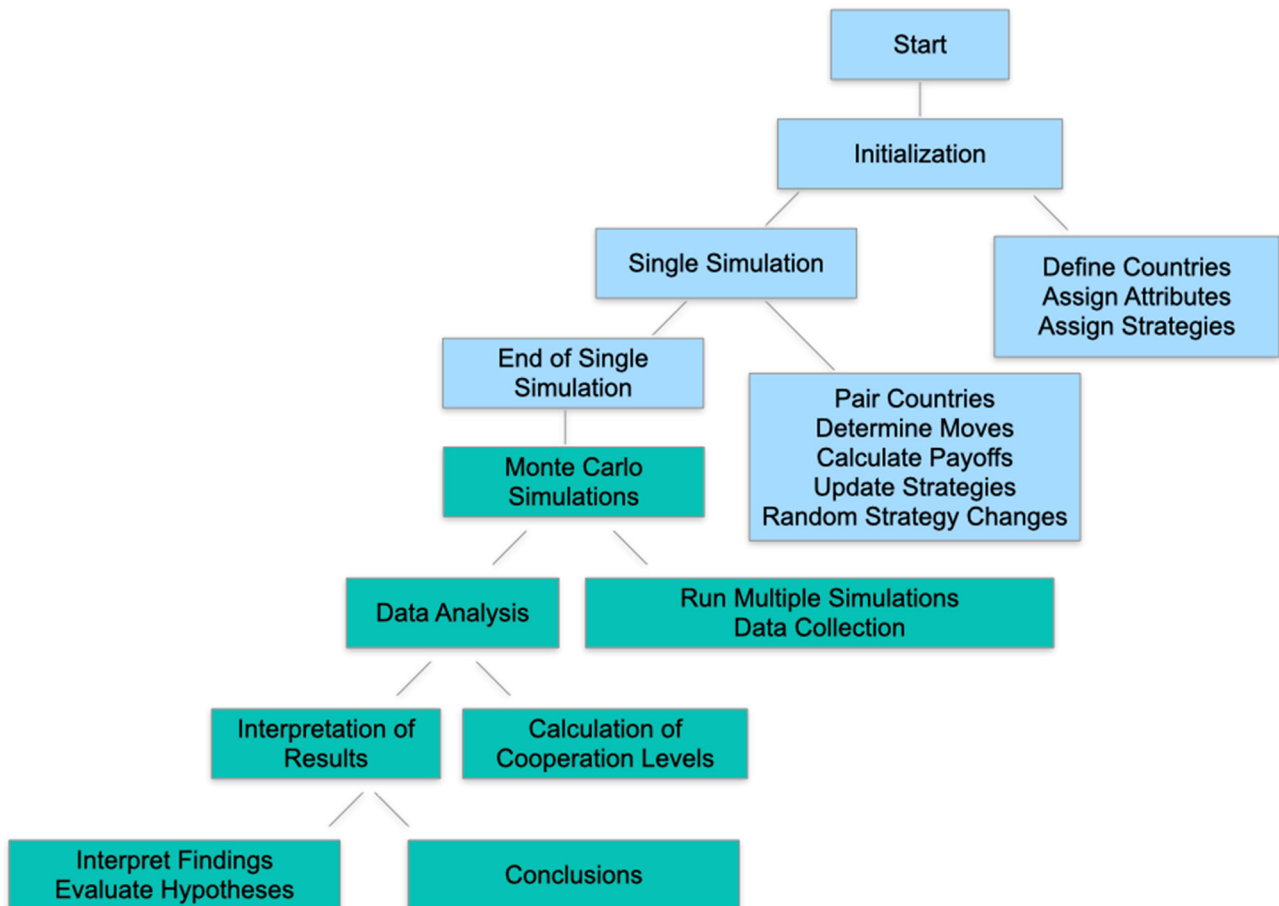 Start
Initialization
Single Simulation
Define Countries
Assign Attributes
Assign Strategies
End of Single
Simulation
Pair Countries
Determine Moves
Calculate Payoffs
Update Strategies
Random Strategy Changes
Monte Carlo
Simulations
Data Analysis
Run Multiple Simulations
Data Collection
Interpretation of
Results
Calculation of
Cooperation Levels
Interpret Findings
Evaluate Hypotheses
Conclusions